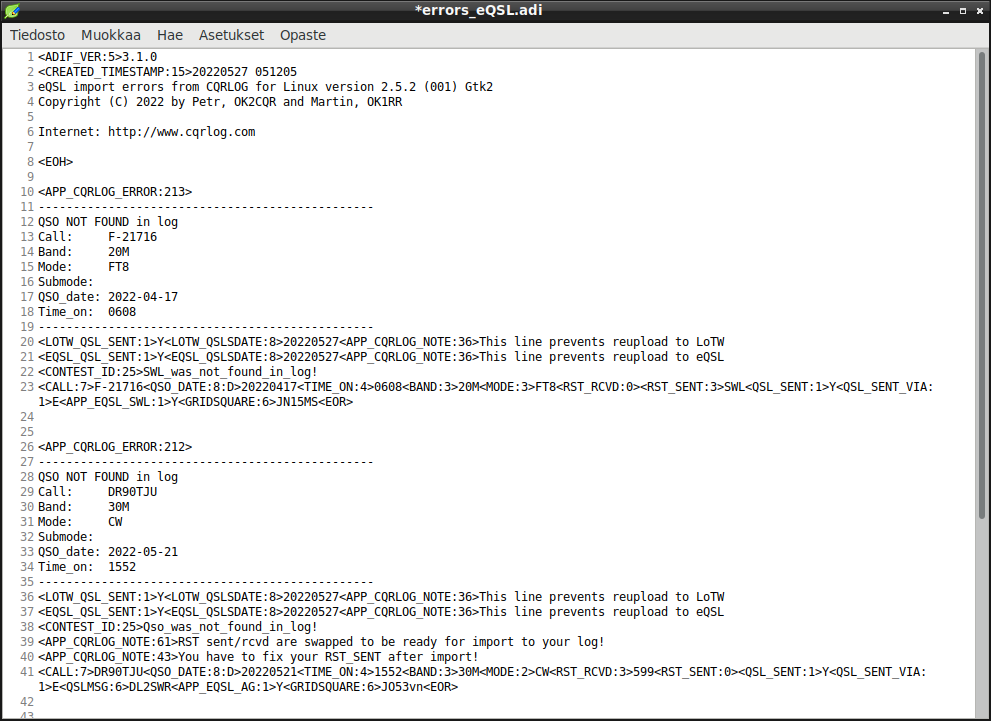 *errors_eQSL.adi
Tiedosto Muokkaa Hae Asetukset Opaste
1 <ADIF_VER:5>3.1.0
2 <CREATED_TIMESTAMP:15>20220527 051205
3 eQSL import errors from CQRLOG for Linux version 2.5.2 (001) Gtk2
4 Copyright (C) 2022 by Petr, OK2CQR and Martin, OK1RR
5
6 Internet: http://www.cqrlog.com
7
8 <EOH>
9
10 <APP_CQRLOG_ERROR:213>
11 ------------------------------------------------
12 QSO NOT FOUND in log
13 Call:     F-21716
14 Band:     20M
15 Mode:     FT8
16 Submode:
17 QSO_date: 2022-04-17
18 Time_on:  0608
19 ------------------------------------------------
20 <LOTW_QSL_SENT:1>Y<LOTW_QSLSDATE:8>20220527<APP_CQRLOG_NOTE:36>This line prevents reupload to LoTW
21 <EQSL_QSL_SENT:1>Y<EQSL_QSLSDATE:8>20220527<APP_CQRLOG_NOTE:36>This line prevents reupload to eQSL
22 <CONTEST_ID:25>SWL_was_not_found_in_log!
23 <CALL:7>F-21716<QSO_DATE:8:D>20220417<TIME_ON:4>0608<BAND:3>20M<MODE:3>FT8<RST_RCVD:0><RST_SENT:3>SWL<QSL_SENT:1>Y<QSL_SENT_VIA:
1>E<APP_EQSL_SWL:1>Y<GRIDSQUARE:6>JN15MS<EOR>
24
25
26 <APP_CQRLOG_ERROR:212>
27 ------------------------------------------------
28 QSO NOT FOUND in log
29 Call:     DR90TJU
30 Band:     30M
31 Mode:     CW
32 Submode:
33 QSO_date: 2022-05-21
34 Time_on:  1552
35 ------------------------------------------------
36 <LOTW_QSL_SENT:1>Y<LOTW_QSLSDATE:8>20220527<APP_CQRLOG_NOTE:36>This line prevents reupload to LoTW
37 <EQSL_QSL_SENT:1>Y<EQSL_QSLSDATE:8>20220527<APP_CQRLOG_NOTE:36>This line prevents reupload to eQSL
38 <CONTEST_ID:25>Qso_was_not_found_in_log!
39 <APP_CQRLOG_NOTE:61>RST sent/rcvd are swapped to be ready for import to your log!
40 <APP_CQRLOG_NOTE:43>You have to fix your RST_SENT after import!
41 <CALL:7>DR90TJU<QSO_DATE:8:D>20220521<TIME_ON:4>1552<BAND:3>30M<MODE:2>CW<RST_RCVD:3>599<RST_SENT:0><QSL_SENT:1>Y<QSL_SENT_VIA:
1>E<QSLMSG:6>DL2SWR<APP_EQSL_AG:1>Y<GRIDSQUARE:6>JO53vn<EOR>
42
43